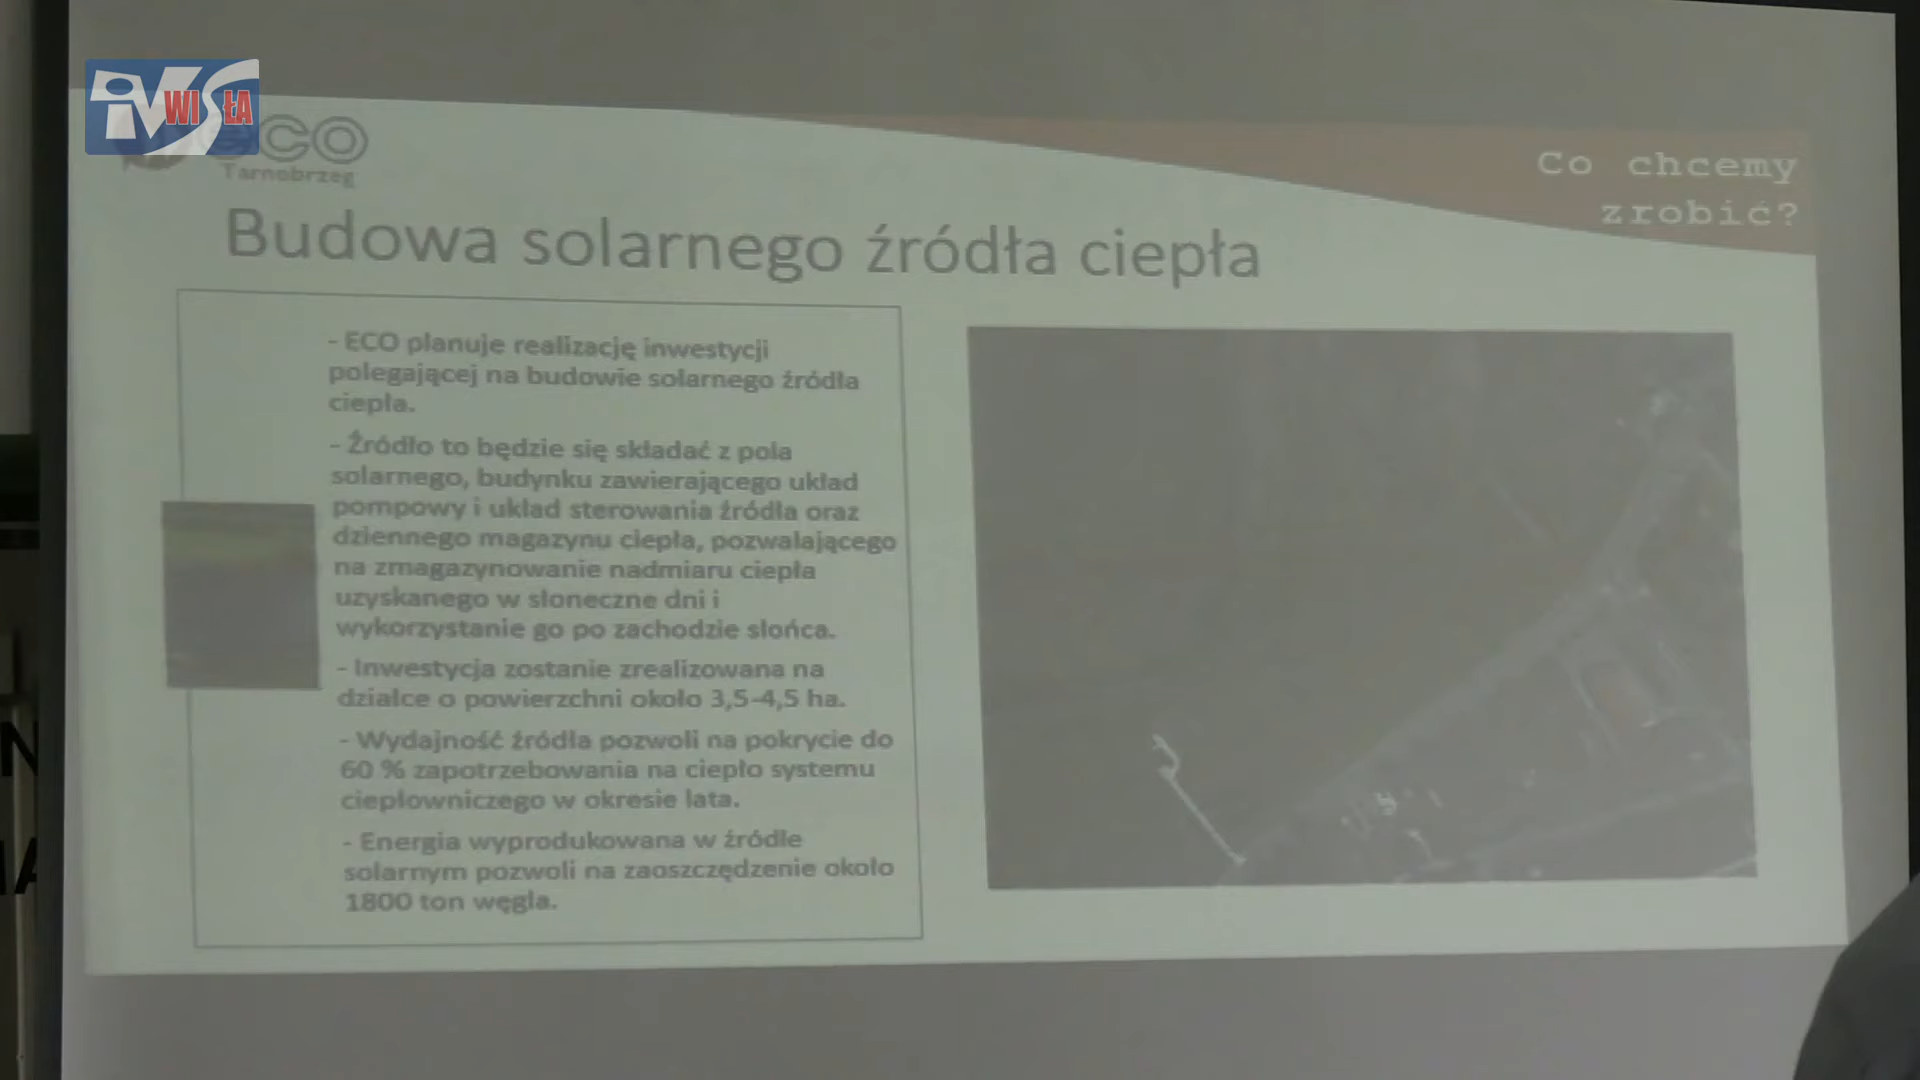 iVS
WISŁA
eco
Tarnobrzeg
Co chcemy
zrobić?
Budowa solarnego źródła ciepła
- ECO planuje realizację inwestycji
polegającej na budowie solarnego źródła
ciepła.
- Źródło to będzie się składać z pola
solarnego, budynku zawierającego układ
pompowy i układ sterowania źródła oraz
dziennego magazynu ciepła, pozwalającego
na zmagazynowanie nadmiaru ciepła
uzyskanego w słoneczne dni i
wykorzystanie go po zachodzie słońca.
- Inwestycja zostanie zrealizowana na
działce o powierzchni około 3,5-4,5 ha.
- Wydajność źródła pozwoli na pokrycie do
60 % zapotrzebowania na ciepło systemu
ciepłowniczego w okresie lata.
- Energia wyprodukowana w źródle
solarnym pozwoli na zaoszczędzenie około
1800 ton węgla.